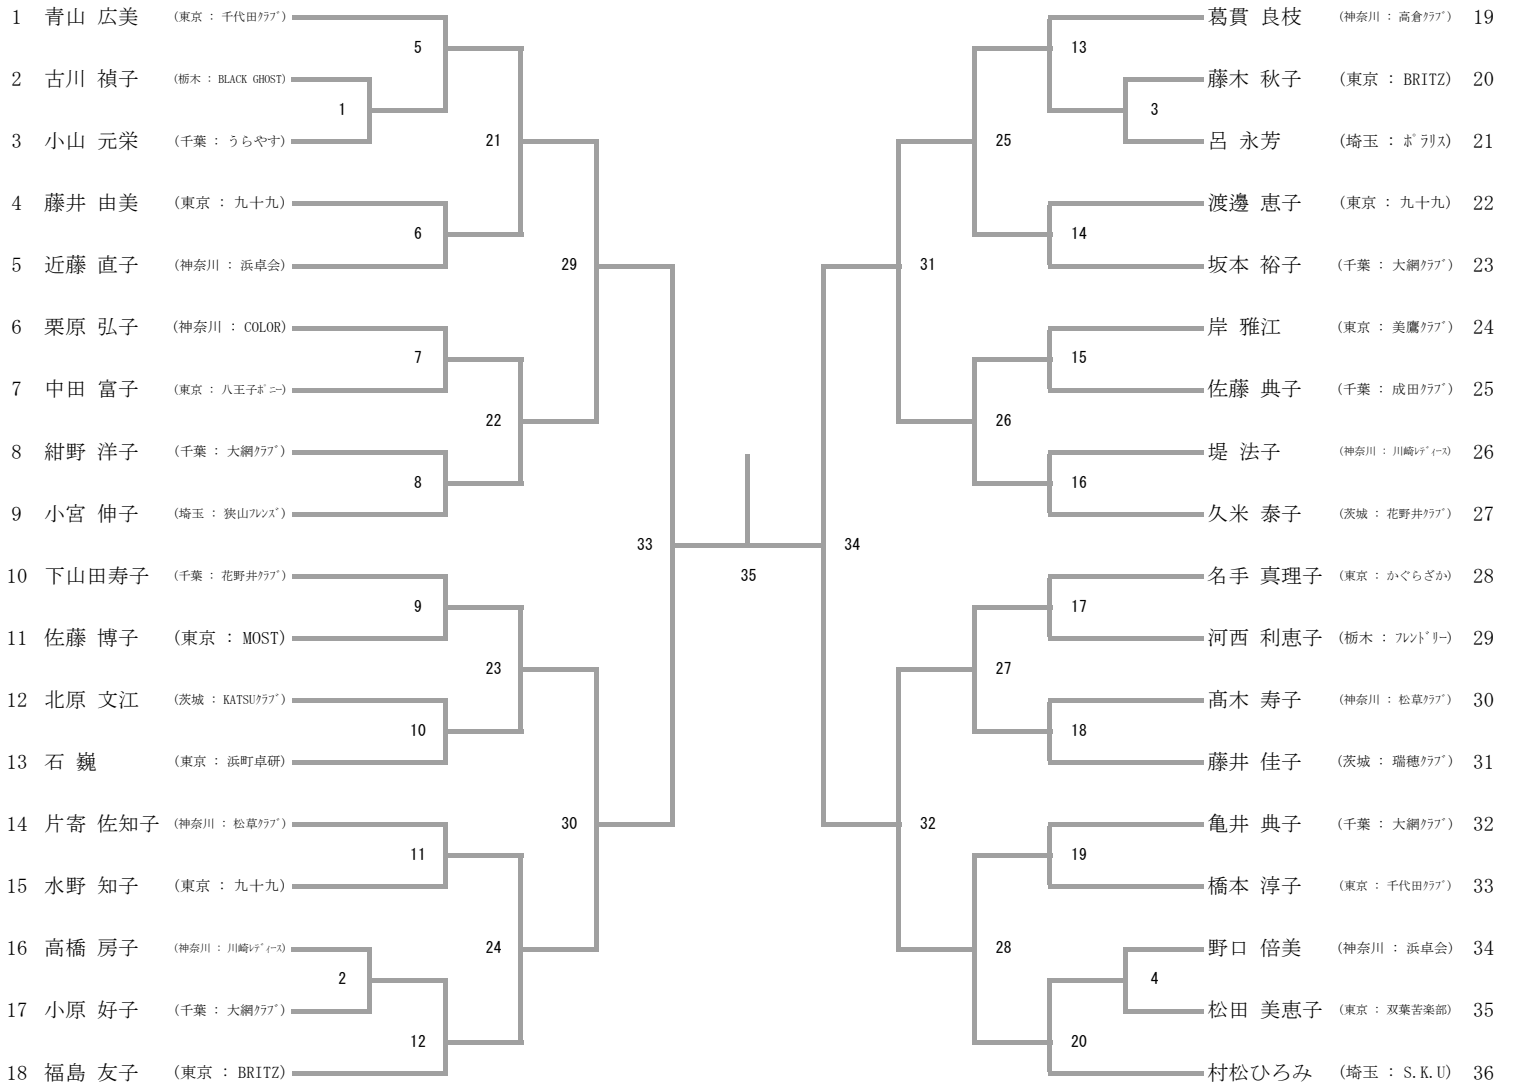 1 青山 広美 (東京 : 千代田ｸﾗﾌﾞ)
2 古川 禎子 (栃木 : BLACK GHOST)
3 小山 元栄 (千葉 : うらやす)
4 藤井 由美 (東京 : 九十九)
5 近藤 直子 (神奈川 : 浜卓会)
6 栗原 弘子 (神奈川 : COLOR)
7 中田 富子 (東京 : 八王子ﾎﾟﾆｰ)
8 紺野 洋子 (千葉 : 大網ｸﾗﾌﾞ)
9 小宮 伸子 (埼玉 : 狭山ﾌﾚﾝｽﾞ)
10 下山田寿子 (千葉 : 花野井ｸﾗﾌﾞ)
11 佐藤 博子 (東京 : MOST)
12 北原 文江 (茨城 : KATSUｸﾗﾌﾞ)
13 石 巍 (東京 : 浜町卓研)
14 片寄 佐知子 (神奈川 : 松草ｸﾗﾌﾞ)
15 水野 知子 (東京 : 九十九)
16 高橋 房子 (神奈川 : 川崎ﾚﾃﾞｨｰｽ)
17 小原 好子 (千葉 : 大網ｸﾗﾌﾞ)
18 福島 友子 (東京 : BRITZ)
1
2
5
6
7
8
9
10
11
12
21
22
23
24
29
30
33
35
34
31
32
25
26
27
28
13
14
15
16
17
18
19
20
3
4
葛貫 良枝 (神奈川 : 高倉ｸﾗﾌﾞ) 19
藤木 秋子 (東京 : BRITZ) 20
呂 永芳 (埼玉 : ﾎﾟﾗﾘｽ) 21
渡邊 恵子 (東京 : 九十九) 22
坂本 裕子 (千葉 : 大網ｸﾗﾌﾞ) 23
岸 雅江 (東京 : 美鷹ｸﾗﾌﾞ) 24
佐藤 典子 (千葉 : 成田ｸﾗﾌﾞ) 25
堤 法子 (神奈川 : 川崎ﾚﾃﾞｨｰｽ) 26
久米 泰子 (茨城 : 花野井ｸﾗﾌﾞ) 27
名手 真理子 (東京 : かぐらざか) 28
河西 利恵子 (栃木 : ﾌﾚﾝﾄﾞﾘｰ) 29
髙木 寿子 (神奈川 : 松草ｸﾗﾌﾞ) 30
藤井 佳子 (茨城 : 瑞穂ｸﾗﾌﾞ) 31
亀井 典子 (千葉 : 大網ｸﾗﾌﾞ) 32
橋本 淳子 (東京 : 千代田ｸﾗﾌﾞ) 33
野口 倍美 (神奈川 : 浜卓会) 34
松田 美恵子 (東京 : 双葉苦楽部) 35
村松ひろみ (埼玉 : S.K.U) 36